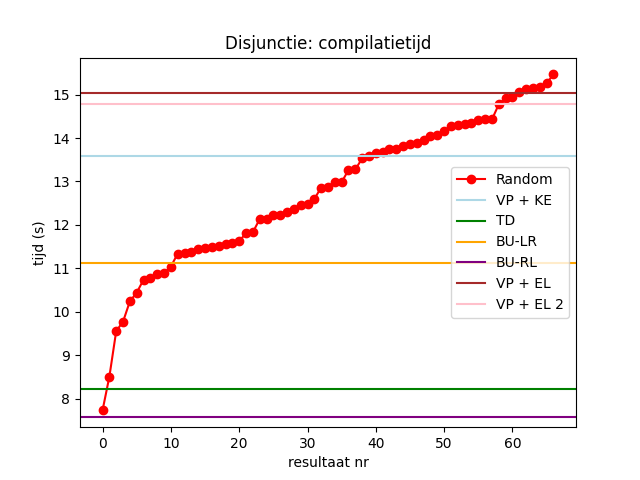 Disjunctie: compilatietijd
tijd (s)
15
14
13
12
11
10
9
8
0 10 20 30 40 50 60
resultaat nr
Random
VP + KE
TD
BU-LR
BU-RL
VP + EL
VP + EL 2